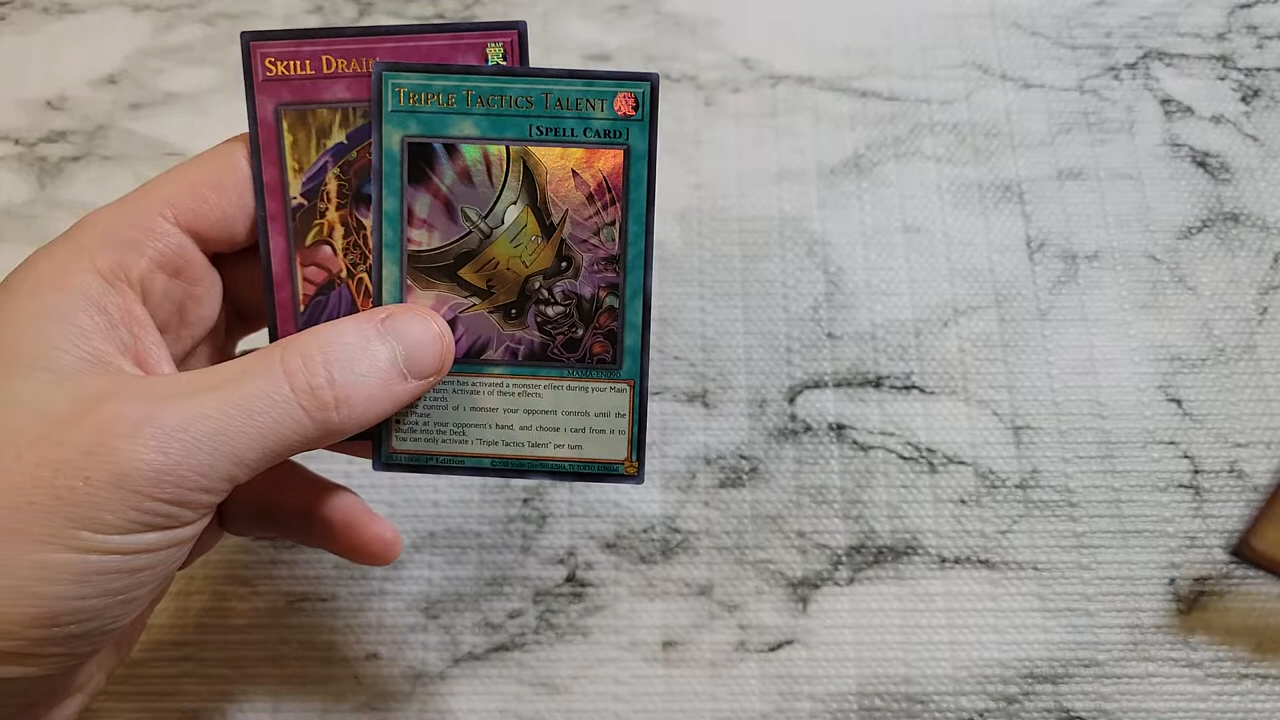 SKILL DRAIN
TRAP
罠
TRIPLE TACTICS TALENT
SPELL
魔
[SPELL CARD]
MAMA-EN090
has activated a monster effect during your Main
turn: Activate 1 of these effects;
2 cards.
control of 1 monster your opponent controls until the
Phase.
● Look at your opponent's hand, and choose 1 card from it to
shuffle into the Deck.
You can only activate 1 "Triple Tactics Talent" per turn.
1st Edition